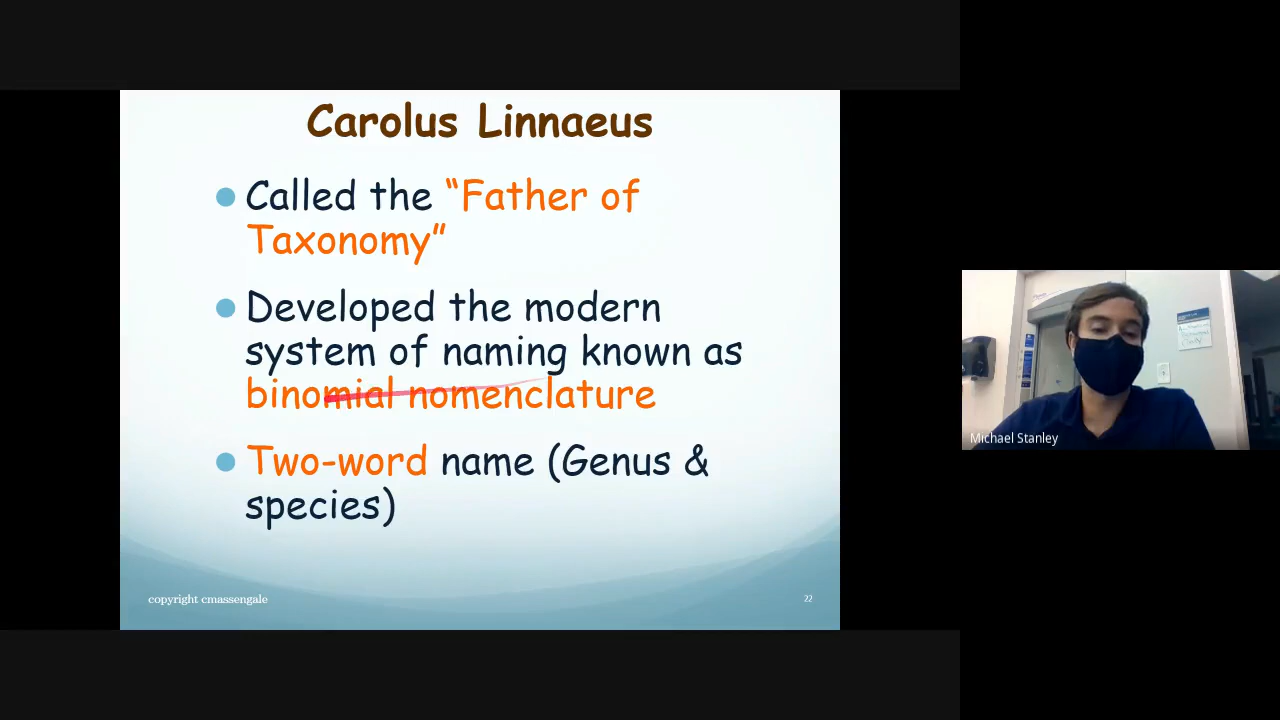 Carolus Linnaeus
Called the “Father of
Taxonomy”
Developed the modern
system of naming known as
binomial nomenclature
Two-word name (Genus &
species)
copyright cmassengale
22
Michael Stanley